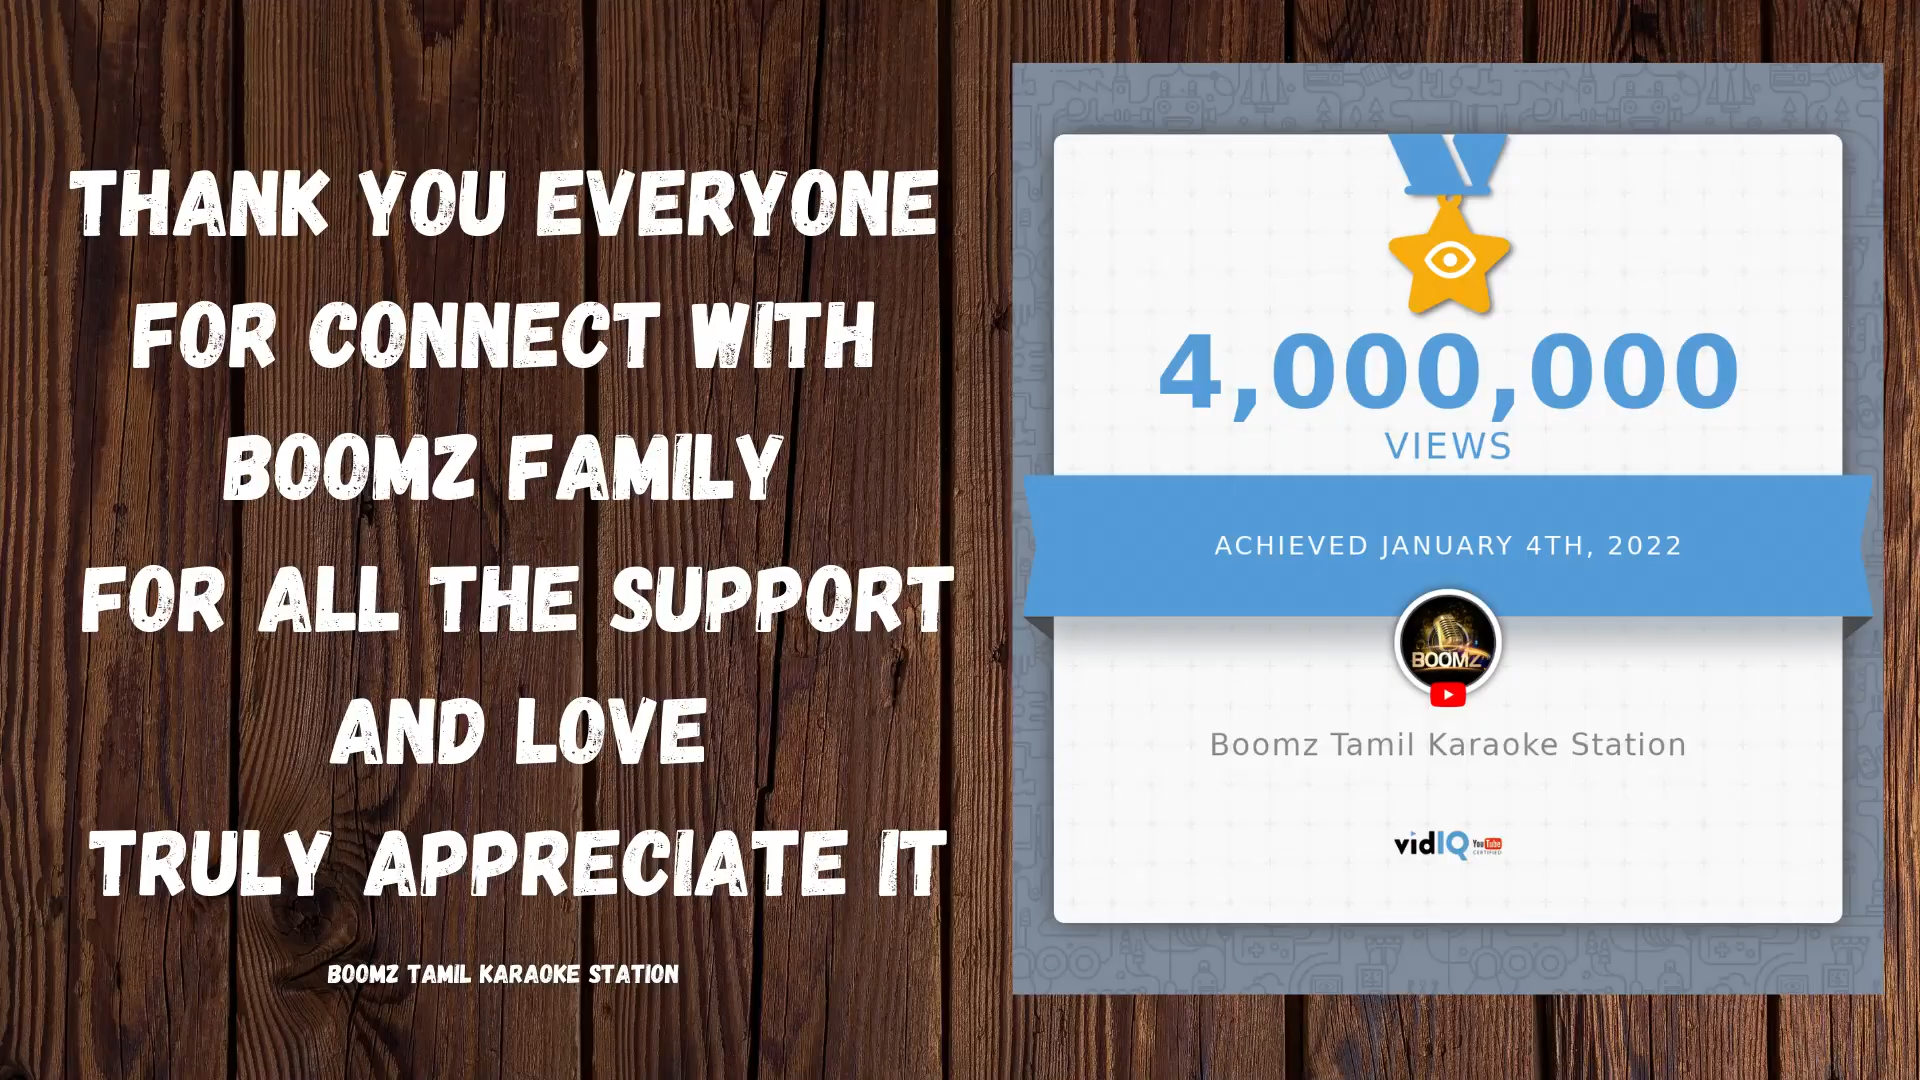 THANK YOU EVERYONE
FOR CONNECT WITH
BOOMZ FAMILY
FOR ALL THE SUPPORT
AND LOVE
TRULY APPRECIATE IT
BOOMZ TAMIL KARAOKE STATION
4,000,000
VIEWS
ACHIEVED JANUARY 4TH, 2022
BOOMZ
Boomz Tamil Karaoke Station
vidIQ YouTube
CERTIFIED